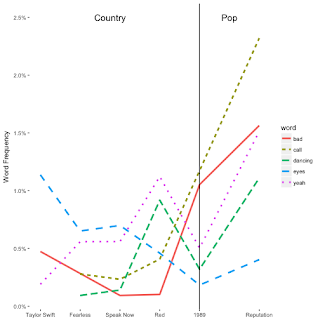 Country Pop
2.5%
2.0%
1.5%
1.0%
0.5%
0.0%
Word Frequency
Taylor Swift Fearless Speak Now Red 1989 Reputation
word
bad
call
dancing
eyes
yeah